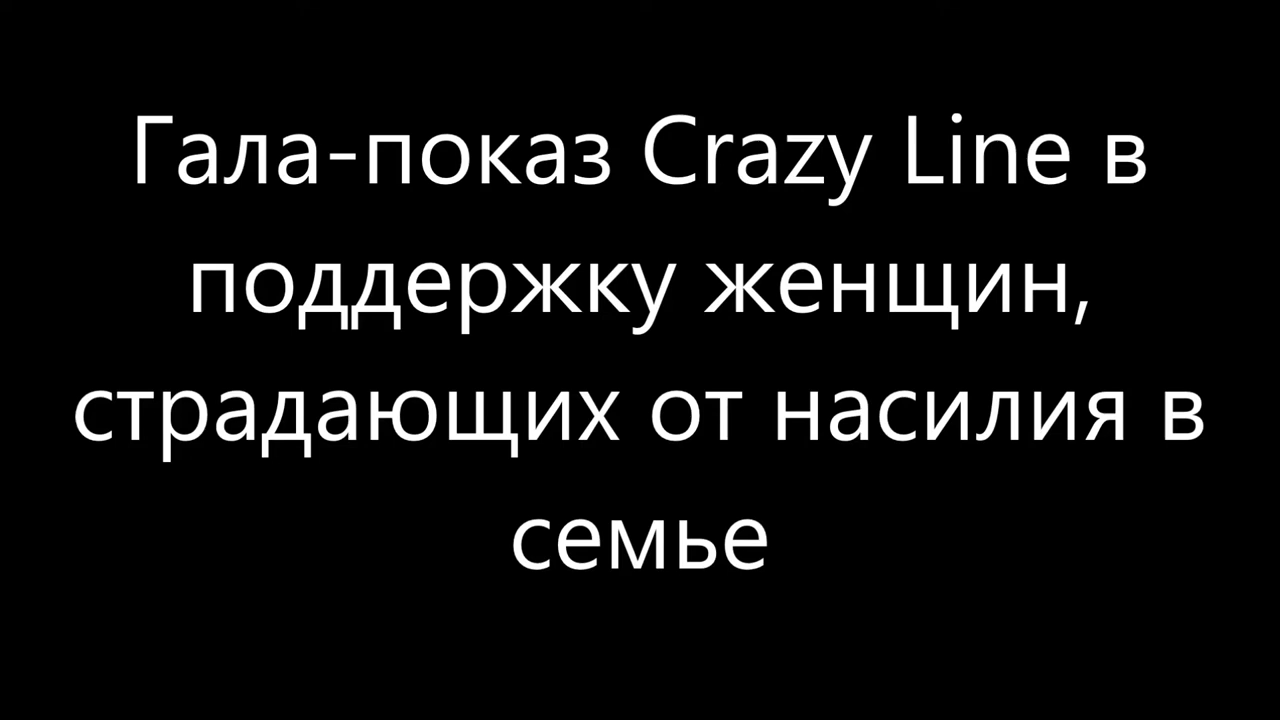 Гала-показ Crazy Line в
поддержку женщин,
страдающих от насилия в
семье